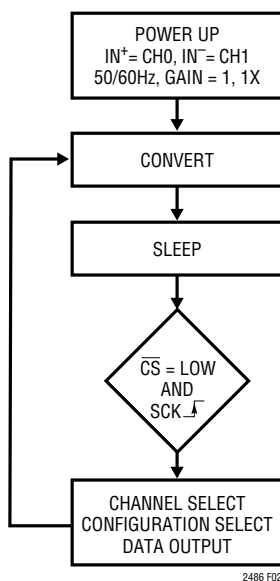 POWER UP
IN⁺= CH0, IN⁻= CH1
50/60Hz, GAIN = 1, 1X
CONVERT
SLEEP
C̅S̅ = LOW
AND
SCK
CHANNEL SELECT
CONFIGURATION SELECT
DATA OUTPUT
2486 F02